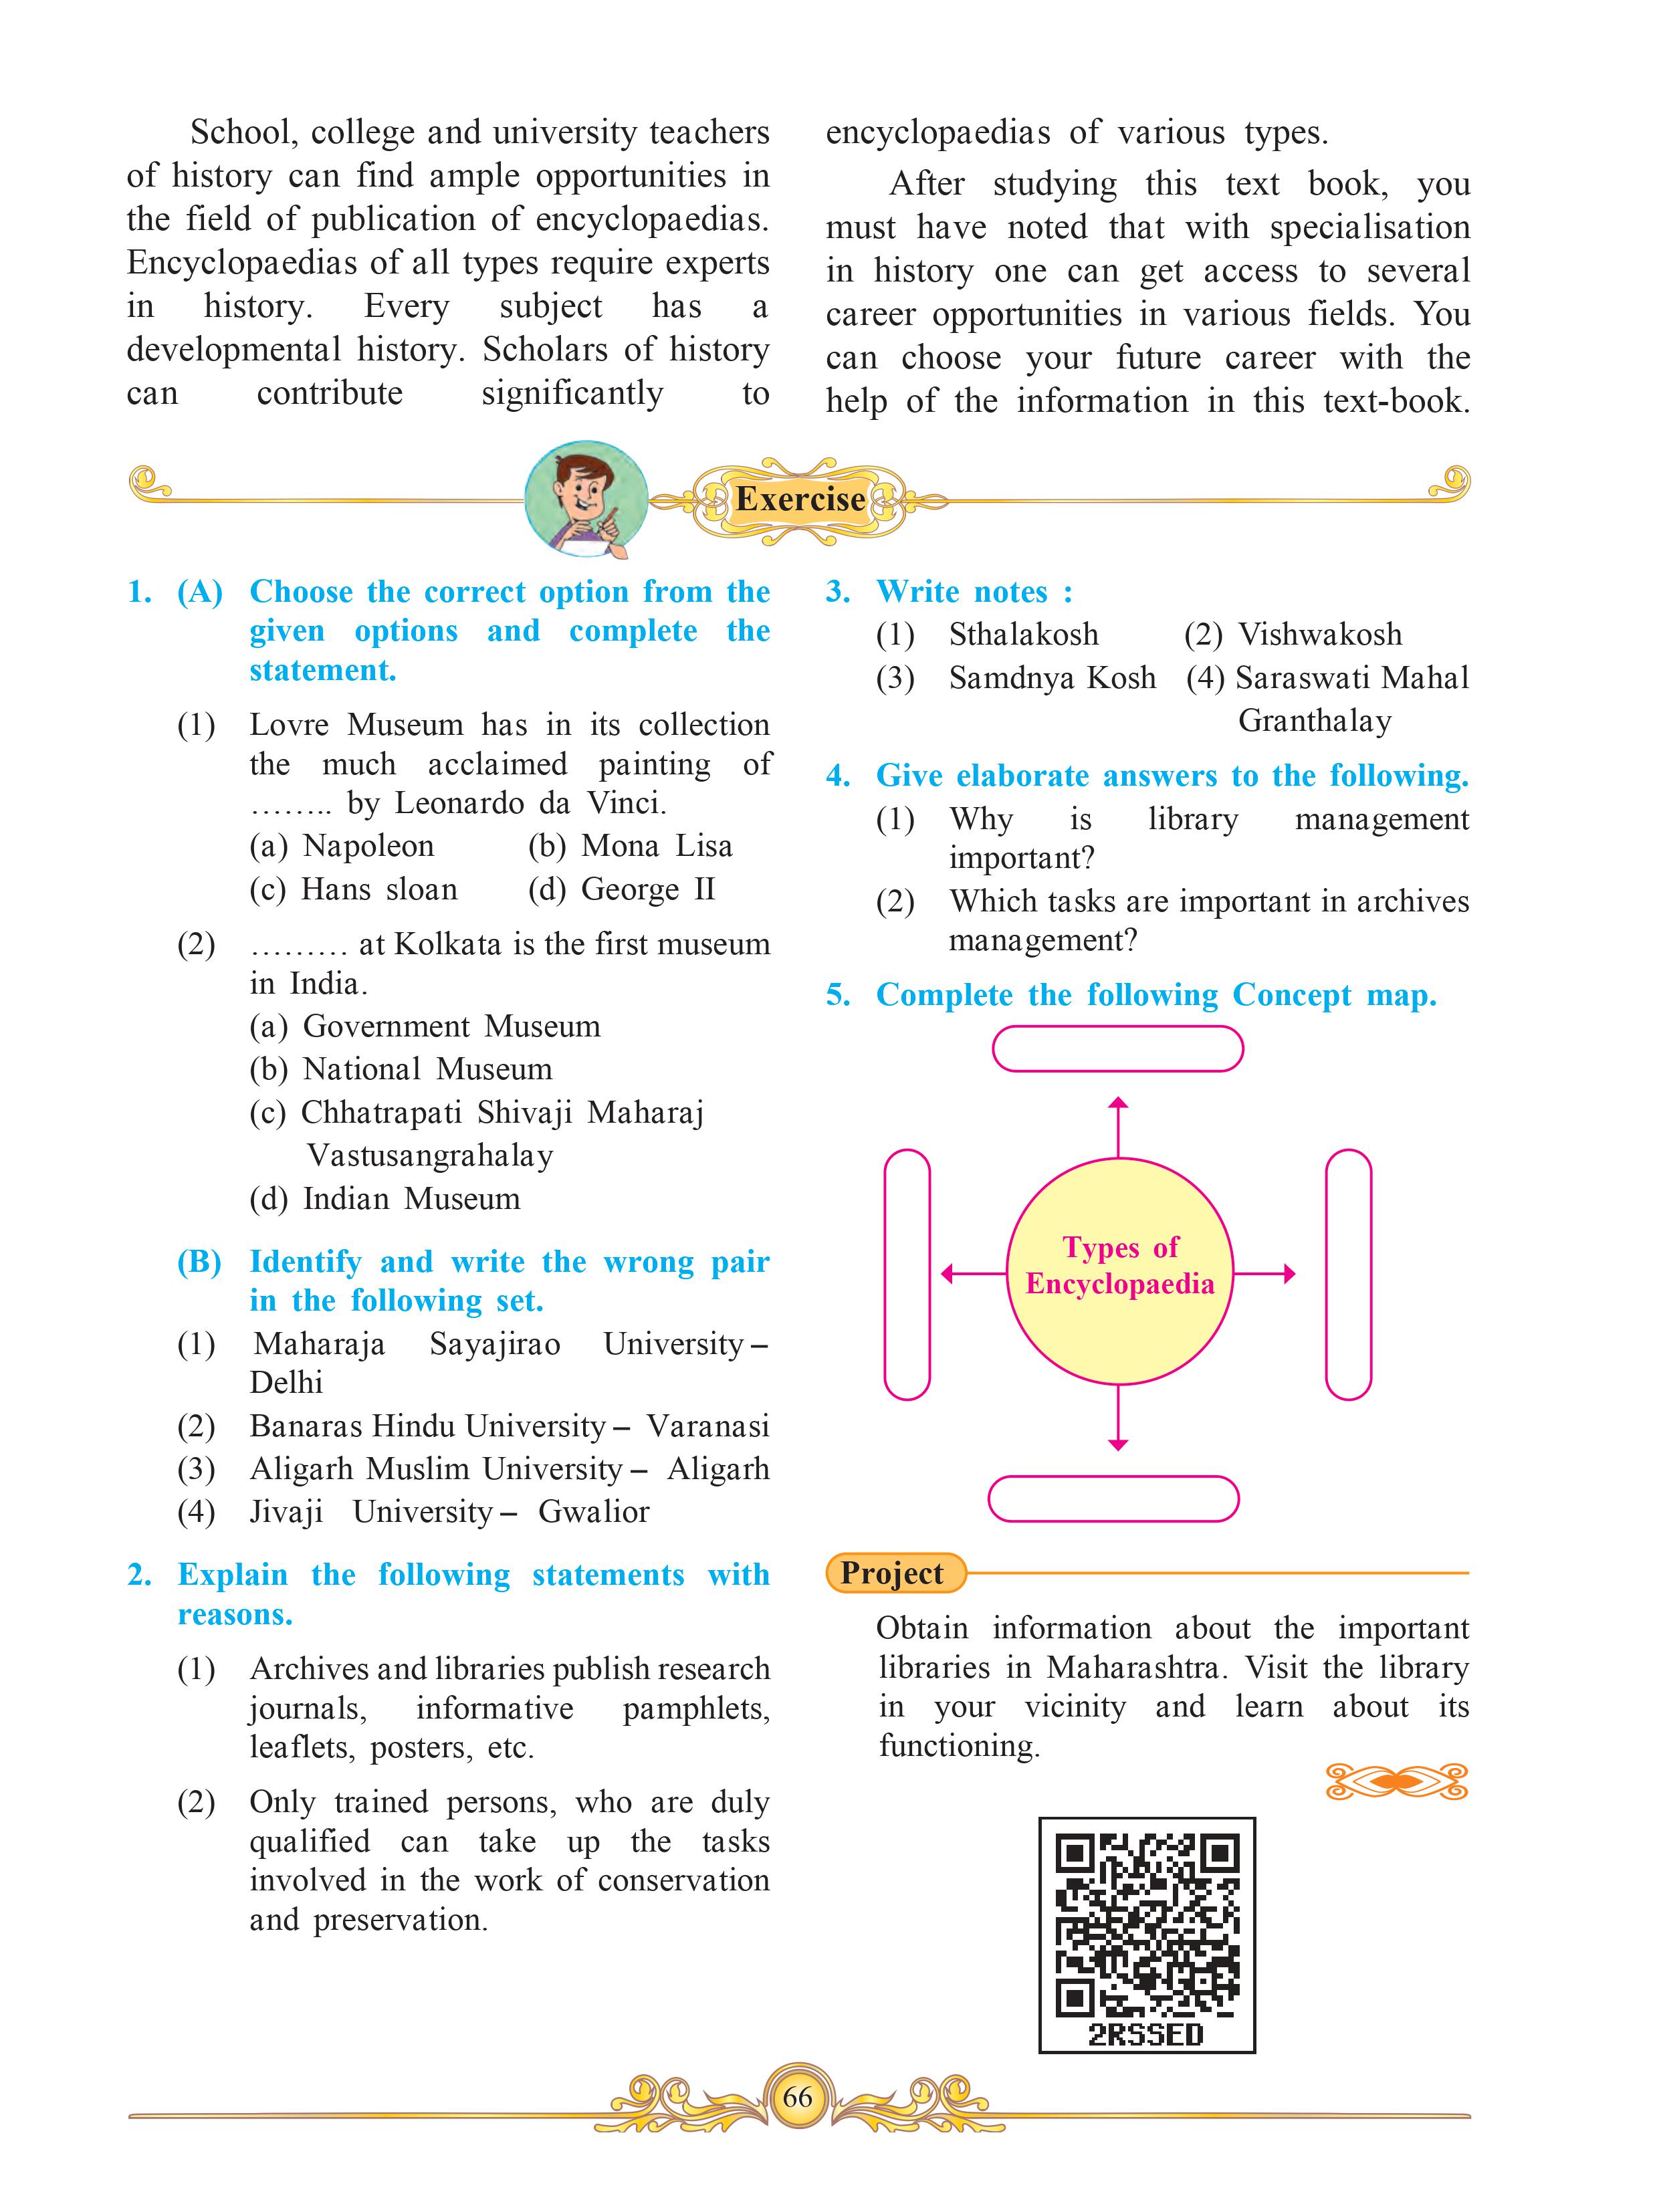 School, college and university teachers
of history can find ample opportunities in
the field of publication of encyclopaedias.
Encyclopaedias of all types require experts
in history. Every subject has a
developmental history. Scholars of history
can contribute significantly to
encyclopaedias of various types.
After studying this text book, you
must have noted that with specialisation
in history one can get access to several
career opportunities in various fields. You
can choose your future career with the
help of the information in this text-book.
Exercise
1. (A) Choose the correct option from the
given options and complete the
statement.
(1) Lovre Museum has in its collection
the much acclaimed painting of
…….. by Leonardo da Vinci.
(a) Napoleon (b) Mona Lisa
(c) Hans sloan (d) George II
(2) ……… at Kolkata is the first museum
in India.
(a) Government Museum
(b) National Museum
(c) Chhatrapati Shivaji Maharaj
Vastusangrahalay
(d) Indian Museum
(B) Identify and write the wrong pair
in the following set.
(1) Maharaja Sayajirao University –
Delhi
(2) Banaras Hindu University – Varanasi
(3) Aligarh Muslim University – Aligarh
(4) Jivaji University – Gwalior
2. Explain the following statements with
reasons.
(1) Archives and libraries publish research
journals, informative pamphlets,
leaflets, posters, etc.
(2) Only trained persons, who are duly
qualified can take up the tasks
involved in the work of conservation
and preservation.
3. Write notes :
(1) Sthalakosh (2) Vishwakosh
(3) Samdnya Kosh (4) Saraswati Mahal
Granthalay
4. Give elaborate answers to the following.
(1) Why is library management
important?
(2) Which tasks are important in archives
management?
5. Complete the following Concept map.
Types of
Encyclopaedia
Project
Obtain information about the important
libraries in Maharashtra. Visit the library
in your vicinity and learn about its
functioning.
2RSSED
66